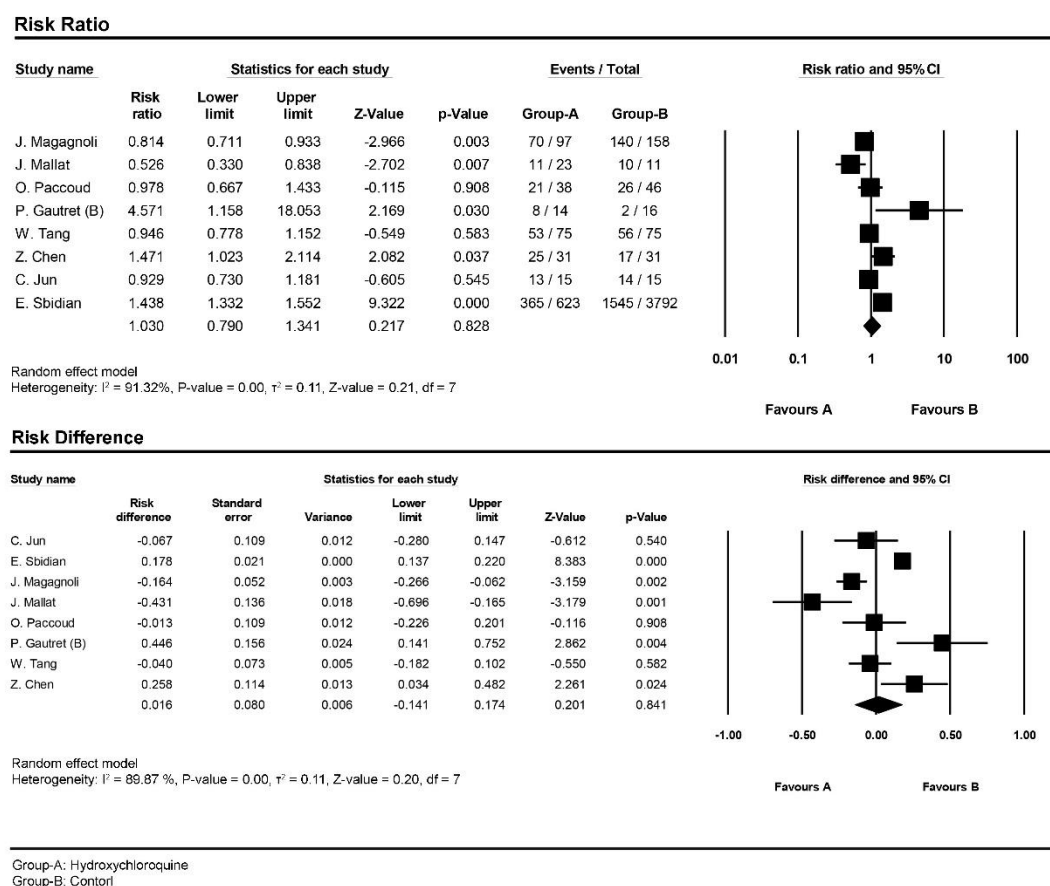 Risk Ratio
Study name Statistics for each study Events / Total Risk ratio and 95% CI
Risk ratio Lower limit Upper limit Z-Value p-Value Group-A Group-B
J. Magagnoli 0.814 0.711 0.933 -2.966 0.003 70 / 97 140 / 158
J. Mallat 0.526 0.330 0.838 -2.702 0.007 11 / 23 10 / 11
O. Paccoud 0.978 0.667 1.433 -0.115 0.908 21 / 38 26 / 46
P. Gautret (B) 4.571 1.158 18.053 2.169 0.030 8 / 14 2 / 16
W. Tang 0.946 0.778 1.152 -0.549 0.583 53 / 75 56 / 75
Z. Chen 1.471 1.023 2.114 2.082 0.037 25 / 31 17 / 31
C. Jun 0.929 0.730 1.181 -0.605 0.545 13 / 15 14 / 15
E. Sbidian 1.438 1.332 1.552 9.322 0.000 365 / 623 1545 / 3792
1.030 0.790 1.341 0.217 0.828
0.01 0.1 1 10 100
Random effect model
Heterogeneity: I² = 91.32%, P-value = 0.00, τ² = 0.11, Z-value = 0.21, df = 7
Favours A Favours B
Risk Difference
Study name Statistics for each study Risk difference and 95% CI
Risk difference Standard error Variance Lower limit Upper limit Z-Value p-Value
C. Jun -0.067 0.109 0.012 -0.280 0.147 -0.612 0.540
E. Sbidian 0.178 0.021 0.000 0.137 0.220 8.383 0.000
J. Magagnoli -0.164 0.052 0.003 -0.266 -0.062 -3.159 0.002
J. Mallat -0.431 0.136 0.018 -0.696 -0.165 -3.179 0.001
O. Paccoud -0.013 0.109 0.012 -0.226 0.201 -0.116 0.908
P. Gautret (B) 0.446 0.156 0.024 0.141 0.752 2.862 0.004
W. Tang -0.040 0.073 0.005 -0.182 0.102 -0.550 0.582
Z. Chen 0.258 0.114 0.013 0.034 0.482 2.261 0.024
0.016 0.080 0.006 -0.141 0.174 0.201 0.841
-1.00 -0.50 0.00 0.50 1.00
Random effect model
Heterogeneity: I² = 89.87 %, P-value = 0.00, τ² = 0.11, Z-value = 0.20, df = 7
Favours A Favours B
Group-A: Hydroxychloroquine
Group-B: Contorl